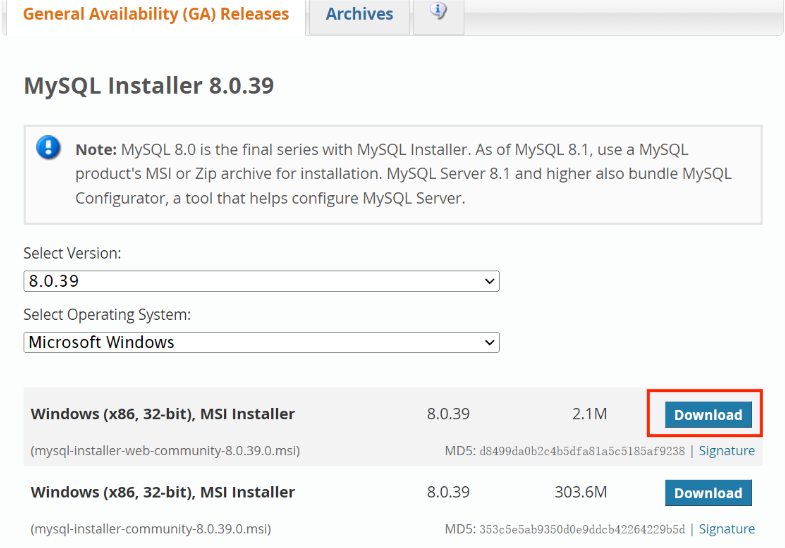 General Availability (GA) Releases
Archives
MySQL Installer 8.0.39
Note: MySQL 8.0 is the final series with MySQL Installer. As of MySQL 8.1, use a MySQL
product's MSI or Zip archive for installation. MySQL Server 8.1 and higher also bundle MySQL
Configurator, a tool that helps configure MySQL Server.
Select Version:
8.0.39
Select Operating System:
Microsoft Windows
Windows (x86, 32-bit), MSI Installer 8.0.39 2.1M Download
(mysql-installer-web-community-8.0.39.0.msi) MD5: d8499da0b2c4b5dfa81a5c5185af9238 | Signature
Windows (x86, 32-bit), MSI Installer 8.0.39 303.6M Download
(mysql-installer-community-8.0.39.0.msi) MD5: 353c5e5ab9350d0e9ddcb42264229b5d | Signature